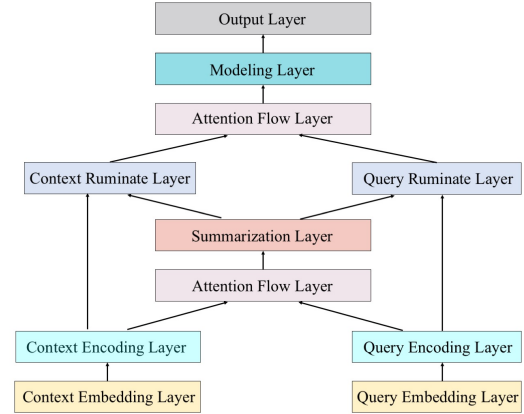 Output Layer
Modeling Layer
Attention Flow Layer
Context Ruminate Layer
Query Ruminate Layer
Summarization Layer
Attention Flow Layer
Context Encoding Layer
Query Encoding Layer
Context Embedding Layer
Query Embedding Layer